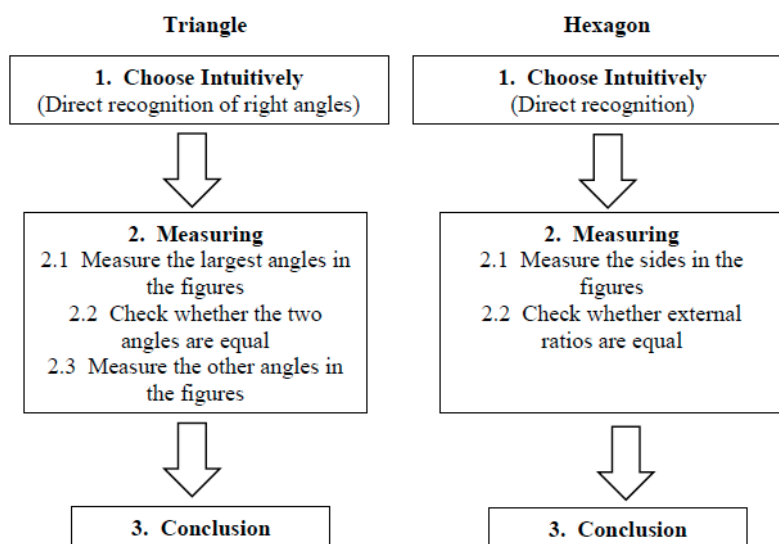 Triangle
1. Choose Intuitively
(Direct recognition of right angles)
2. Measuring
2.1 Measure the largest angles in
the figures
2.2 Check whether the two
angles are equal
2.3 Measure the other angles in
the figures
3. Conclusion
Hexagon
1. Choose Intuitively
(Direct recognition)
2. Measuring
2.1 Measure the sides in the
figures
2.2 Check whether external
ratios are equal
3. Conclusion